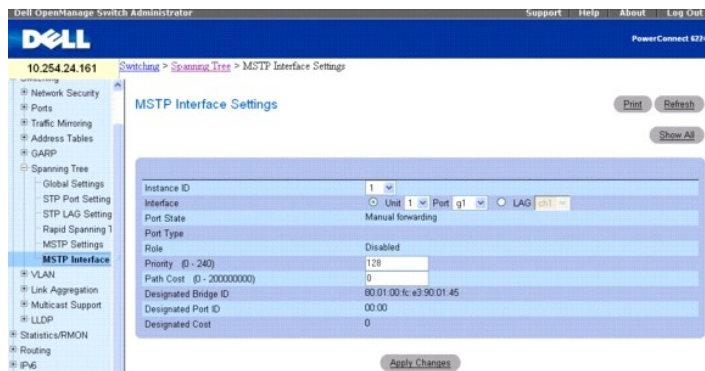 Dell OpenManage Switch Administrator
Support Help About Log Out
DELL
PowerConnect 622
10.254.24.161
Switching > Spanning Tree > MSTP Interface Settings
Switching
Network Security
Ports
Traffic Mirroring
Address Tables
GARP
Spanning Tree
Global Settings
STP Port Setting
STP LAG Setting
Rapid Spanning T
MSTP Settings
MSTP Interface
VLAN
Link Aggregation
Multicast Support
LLDP
Statistics/RMON
Routing
IPv6
MSTP Interface Settings
Print Refresh
Show All
Instance ID 1
Interface Unit 1 Port g1 LAG ch1
Port State Manual forwarding
Port Type
Role Disabled
Priority (0 - 240) 128
Path Cost (0 - 200000000) 0
Designated Bridge ID 80:01:00:fc:e3:90:01:45
Designated Port ID 00:00
Designated Cost 0
Apply Changes